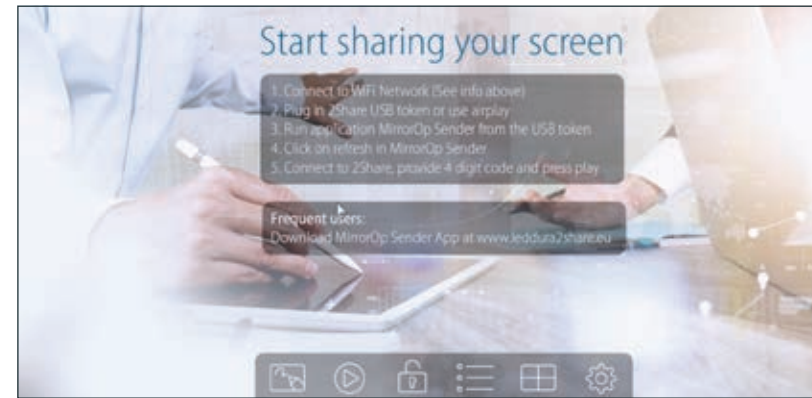 Start sharing your screen
1. Connect to WiFi Network (See info above)
2. Plug in 2Share USB token or use airplay
3. Run application MirrorOp Sender from the USB token
4. Click on refresh in MirrorOp Sender
5. Connect to 2Share, provide 4 digit code and press play
Frequent users:
Download MirrorOp Sender App at www.leddura2share.eu